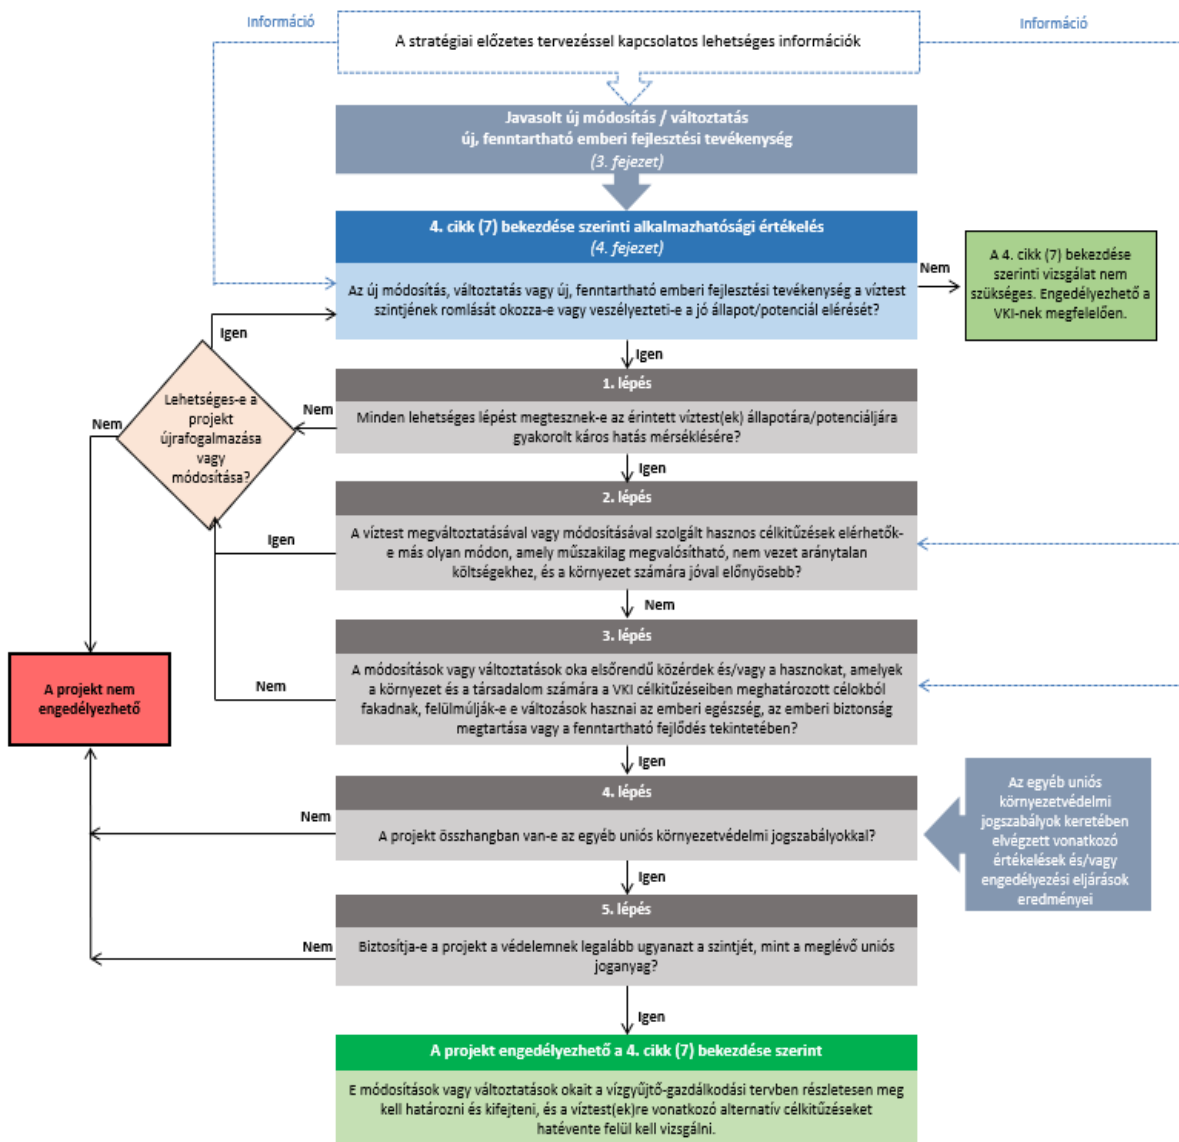 Információ
Információ
A stratégiai előzetes tervezéssel kapcsolatos lehetséges információk
Javasolt új módosítás / változtatás
új, fenntartható emberi fejlesztési tevékenység
(3. fejezet)
4. cikk (7) bekezdése szerinti alkalmazhatósági értékelés
(4. fejezet)
Az új módosítás, változtatás vagy új, fenntartható emberi fejlesztési tevékenység a víztest
szintjének romlását okozza-e vagy veszélyezteti-e a jó állapot/potenciál elérését?
Nem
A 4. cikk (7) bekezdése
szerinti vizsgálat nem
szükséges. Engedélyezhető a
VKI-nek megfelelően.
Igen
Igen
1. lépés
Minden lehetséges lépést megtesznek-e az érintett víztest(ek) állapotára/potenciáljára
gyakorolt káros hatás mérséklésére?
Nem
Lehetséges-e a
projekt
újrafogalmazása
vagy
módosítása?
Nem
Igen
2. lépés
A víztest megváltoztatásával vagy módosításával szolgált hasznos célkitűzések elérhetők-
e más olyan módon, amely műszakilag megvalósítható, nem vezet aránytalan
költségekhez, és a környezet számára jóval előnyösebb?
Igen
Nem
3. lépés
A módosítások vagy változtatások oka elsőrendű közérdek és/vagy a hasznokat, amelyek
a környezet és a társadalom számára a VKI célkitűzéseiben meghatározott célokból
fakadnak, felülmúlják-e e változások hasznai az emberi egészség, az emberi biztonság
megtartása vagy a fenntartható fejlődés tekintetében?
Nem
A projekt nem
engedélyezhető
Igen
4. lépés
A projekt összhangban van-e az egyéb uniós környezetvédelmi jogszabályokkal?
Nem
Az egyéb uniós
környezetvédelmi
jogszabályok keretében
elvégzett vonatkozó
értékelések és/vagy
engedélyezési eljárások
eredményei
Igen
5. lépés
Biztosítja-e a projekt a védelemnek legalább ugyanazt a szintjét, mint a meglévő uniós
joganyag?
Nem
Igen
A projekt engedélyezhető a 4. cikk (7) bekezdése szerint
E módosítások vagy változtatások okait a vízgyűjtő-gazdálkodási tervben részletesen meg
kell határozni és kifejteni, és a víztest(ek)re vonatkozó alternatív célkitűzéseket
hatévente felül kell vizsgálni.